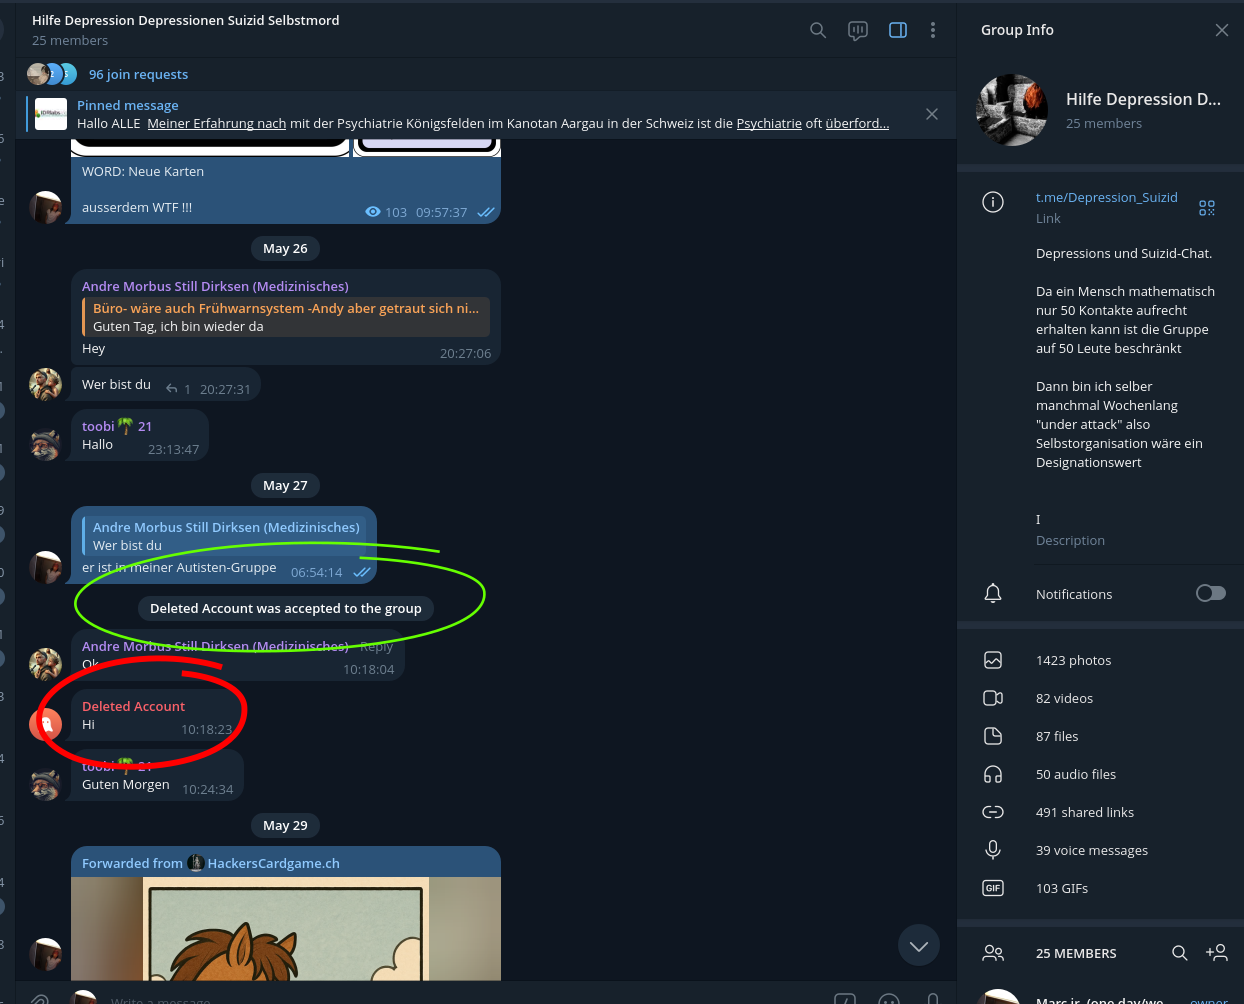 Hilfe Depression Depressionen Suizid Selbstmord
25 members
96 join requests
Pinned message
Hallo ALLE Meiner Erfahrung nach mit der Psychiatrie Königsfelden im Kanotan Aargau in der Schweiz ist die Psychiatrie oft überford...
WORD: Neue Karten
ausserdem WTF !!!
103 09:57:37
May 26
Andre Morbus Still Dirksen (Medizinisches)
Büro- wäre auch Frühwarnsystem -Andy aber getraut sich ni...
Guten Tag, ich bin wieder da
Hey
20:27:06
Wer bist du 1 20:27:31
toobi🌴 21
Hallo
23:13:47
May 27
Andre Morbus Still Dirksen (Medizinisches)
Wer bist du
er ist in meiner Autisten-Gruppe 06:54:14
Deleted Account was accepted to the group
Andre Morbus Still Dirksen (Medizinisches) Reply
Ok
10:18:04
Deleted Account
Hi
10:18:23
toobi🌴 21
Guten Morgen 10:24:34
May 29
Forwarded from HackersCardgame.ch
Write a message...
Group Info
Hilfe Depression D...
25 members
t.me/Depression_Suizid
Link
Depressions und Suizid-Chat.
Da ein Mensch mathematisch
nur 50 Kontakte aufrecht
erhalten kann ist die Gruppe
auf 50 Leute beschränkt
Dann bin ich selber
manchmal Wochenlang
"under attack" also
Selbstorganisation wäre ein
Designationswert
I
Description
Notifications
1423 photos
82 videos
87 files
50 audio files
491 shared links
39 voice messages
GIF 103 GIFs
25 MEMBERS
Marc jr. (one day/we... owner